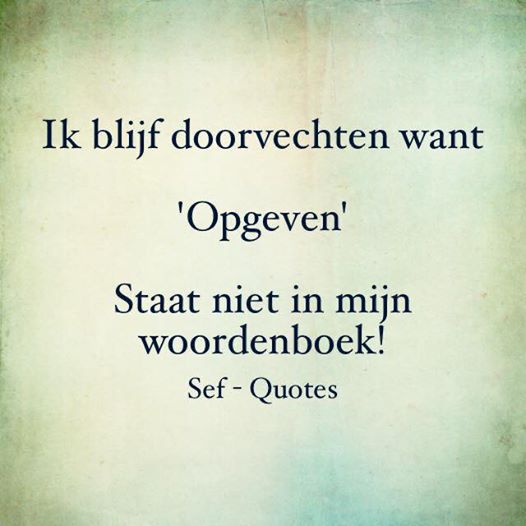 Ik blijf doorvechten want
'Opgeven'
Staat niet in mijn
woordenboek!
Sef - Quotes